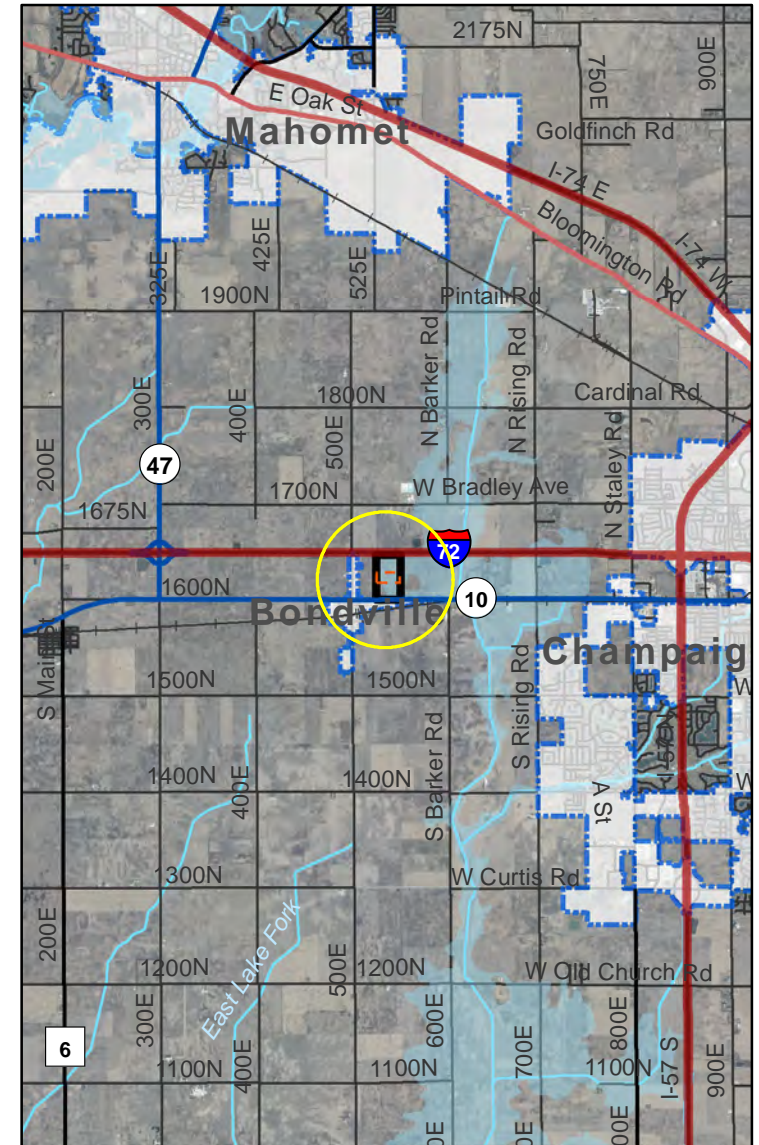 2175N
750E
900E
E Oak St
Mahomet
Goldfinch Rd
I-74 E
Bloomington Rd
I-74 W
325E
425E
525E
1900N
Pintail Rd
N Barker Rd
N Rising Rd
1800N
Cardinal Rd
300E
400E
500E
200E
47
N Staley Rd
1700N
W Bradley Ave
1675N
72
1600N
10
Bondville
Champaig
S Rising Rd
1500N
1500N
W
S Barker Rd
1400N
400E
1400N
A St
W
1300N
W Curtis Rd
200E
East Lake Fork
500E
1200N
1200N
W Old Church Rd
300E
600E
700E
800E
6
1100N
400E
1100N
1100N
I-57 S
900E